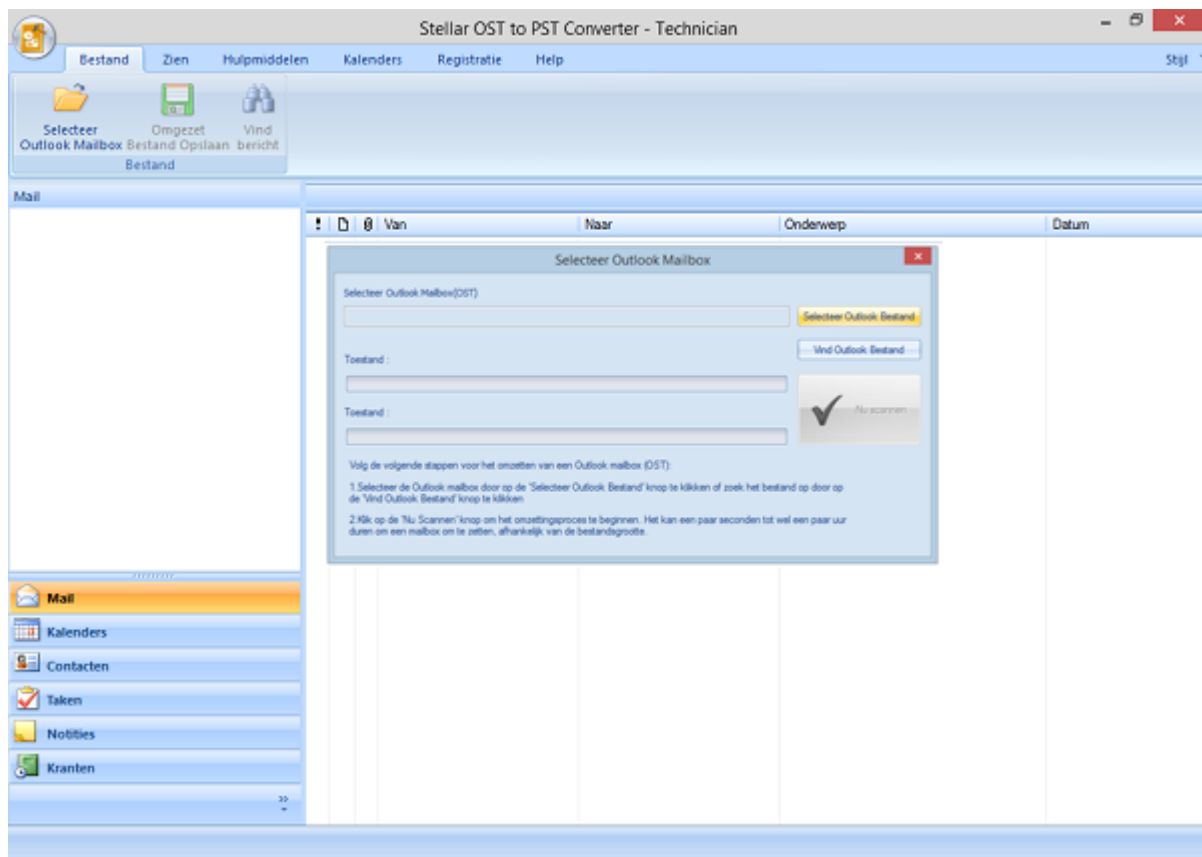 Stellar OST to PST Converter - Technician
Bestand Zien Hulpmiddelen Kalenders Registratie Help Stijl
Selecteer Omgezet Vind
Outlook Mailbox Bestand Opslaan bericht
Bestand
Mail
Van Naar Onderwerp Datum
Selecteer Outlook Mailbox
Selecteer Outlook Mailbox(OST)
Selecteer Outlook Bestand
Vind Outlook Bestand
Toestand :
Nu scannen
Toestand :
Volg de volgende stappen voor het omzetten van een Outlook mailbox (OST):
1.Selecteer de Outlook mailbox door op de 'Selecteer Outlook Bestand' knop te klikken of zoek het bestand op door op
de 'Vind Outlook Bestand' knop te klikken
2.Klik op de 'Nu Scannen' knop om het omzettingsproces te beginnen. Het kan een paar seconden tot wel een paar uur
duren om een mailbox om te zetten, afhankelijk van de bestandsgrootte.
Mail
Kalenders
Contacten
Taken
Notities
Kranten